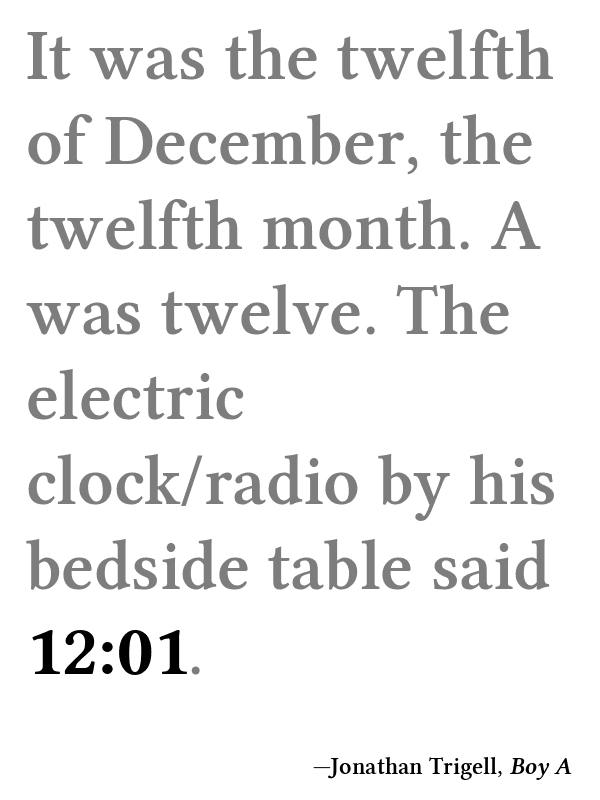 It was the twelfth
of December, the
twelfth month. A
was twelve. The
electric
clock/radio by his
bedside table said
12:01.
—Jonathan Trigell, Boy A